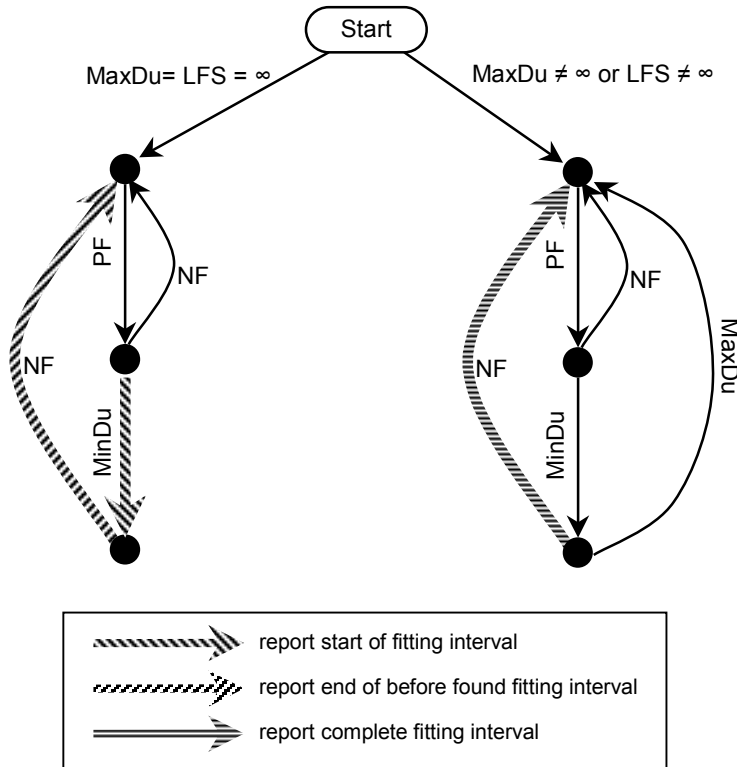 Start
MaxDu= LFS = ∞
MaxDu ≠ ∞ or LFS ≠ ∞
PF
NF
NF
MinDu
PF
NF
NF
MinDu
MaxDu
report start of fitting interval
report end of before found fitting interval
report complete fitting interval